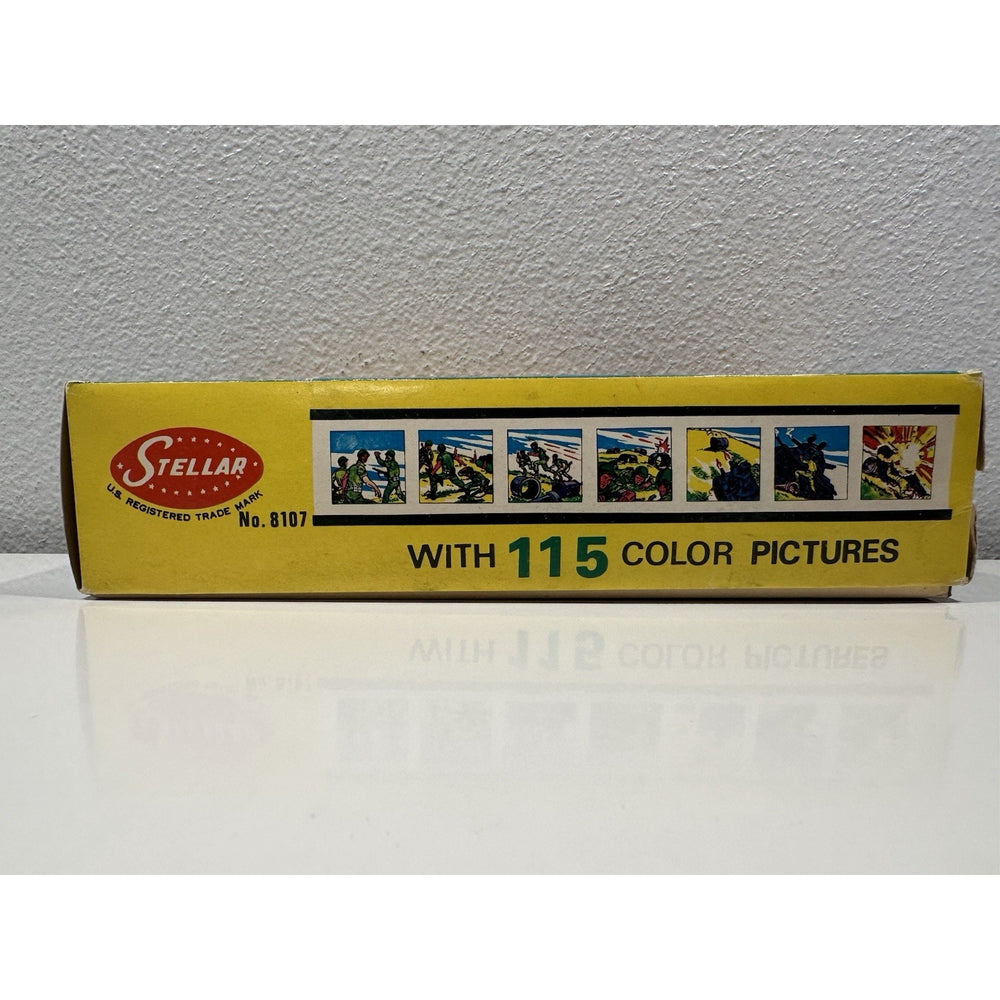 STELLAR
U.S. REGISTERED TRADE MARK
No. 8107
WITH 115 COLOR PICTURES